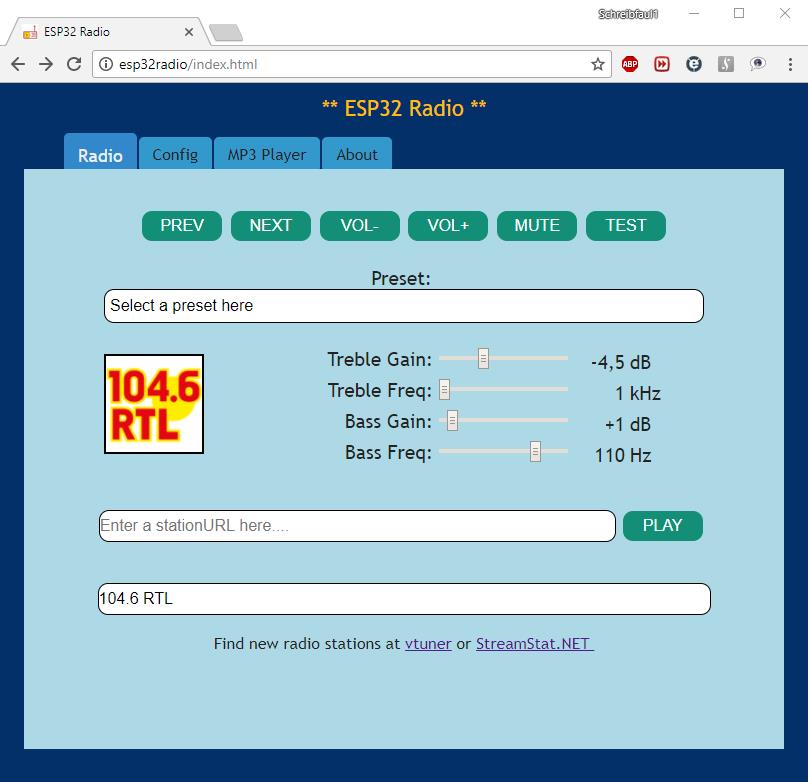 Schreibfaul1
ESP32 Radio
esp32radio/index.html
ABP
** ESP32 Radio **
Radio Config MP3 Player About
PREV NEXT VOL- VOL+ MUTE TEST
Preset:
Select a preset here
104.6
RTL
Treble Gain: -4,5 dB
Treble Freq: 1 kHz
Bass Gain: +1 dB
Bass Freq: 110 Hz
Enter a stationURL here.... PLAY
104.6 RTL
Find new radio stations at vtuner or StreamStat.NET